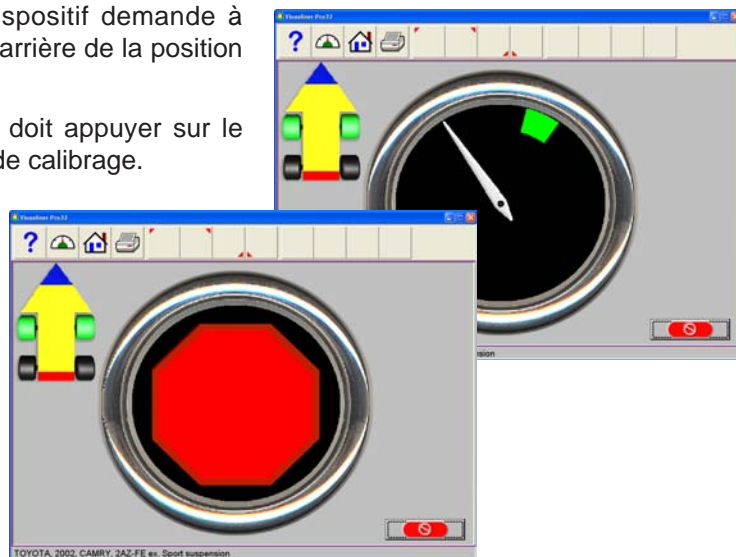 spositif demande à
arrière de la position
doit appuyer sur le
de calibrage.
Visualiner Pro32
?
sion
Visualiner Pro32
?
TOYOTA, 2002, CAMRY, 2AZ-FE ex. Sport suspension